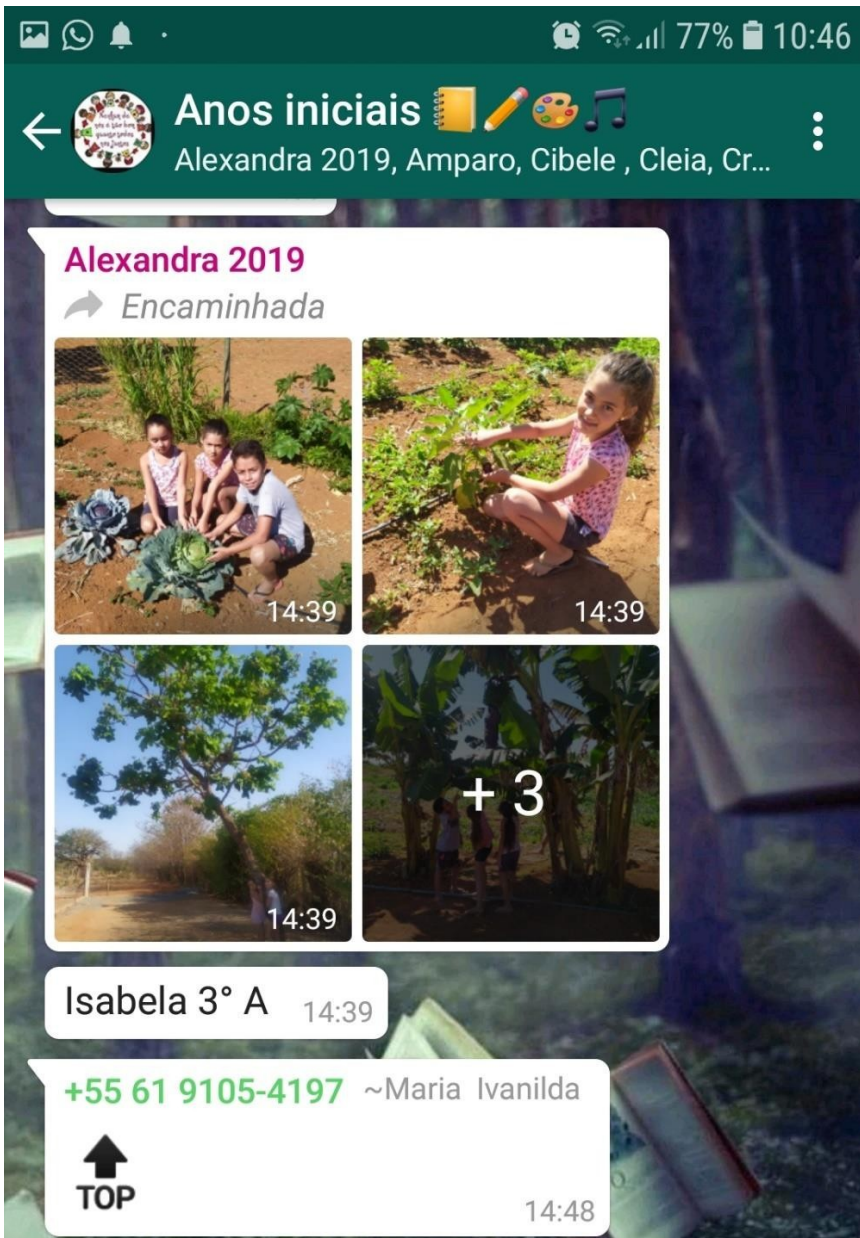 77% 10:46
Anos iniciais
Alexandra 2019, Amparo, Cibele , Cleia, Cr...
Alexandra 2019
Encaminhada
14:39 14:39
14:39 + 3
Isabela 3° A 14:39
+55 61 9105-4197 ~Maria Ivanilda
TOP
14:48